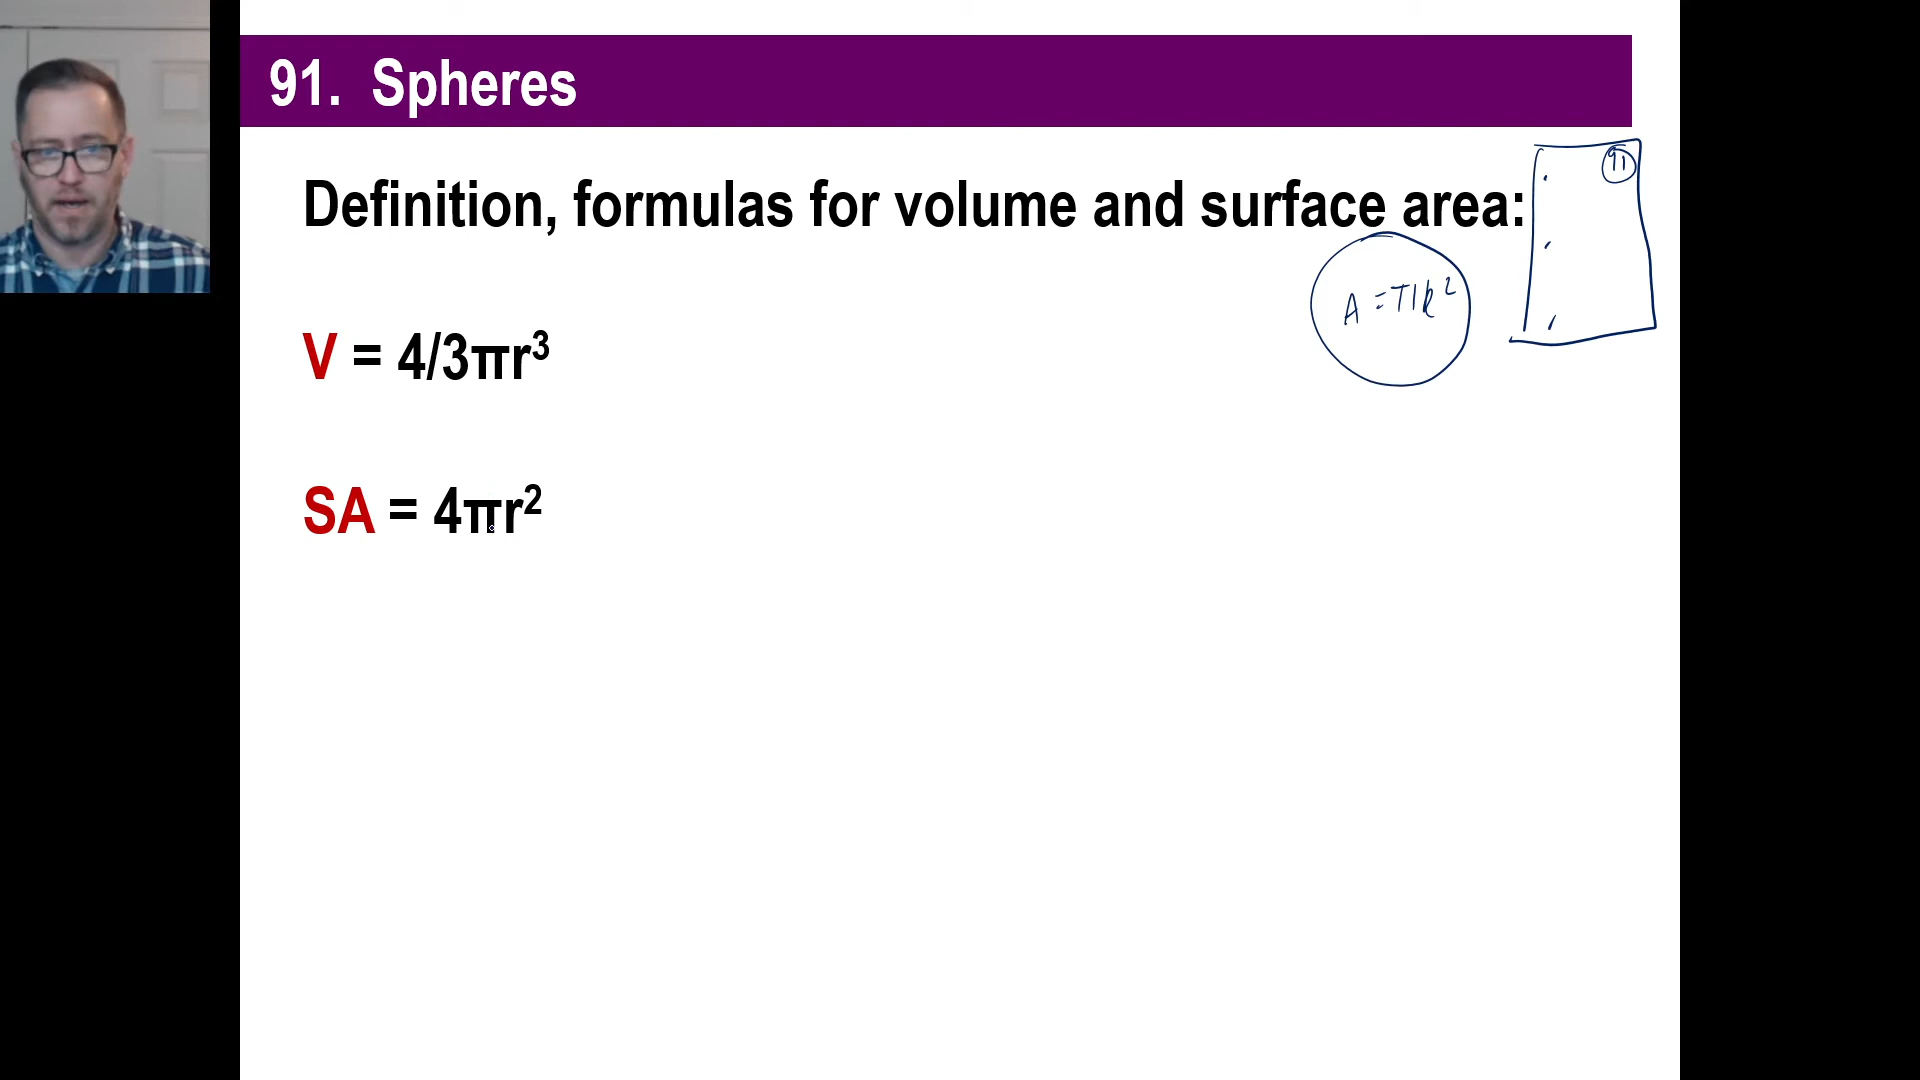 91. Spheres
91
Definition, formulas for volume and surface area:
A = πr²
V = 4/3πr³
SA = 4πr²